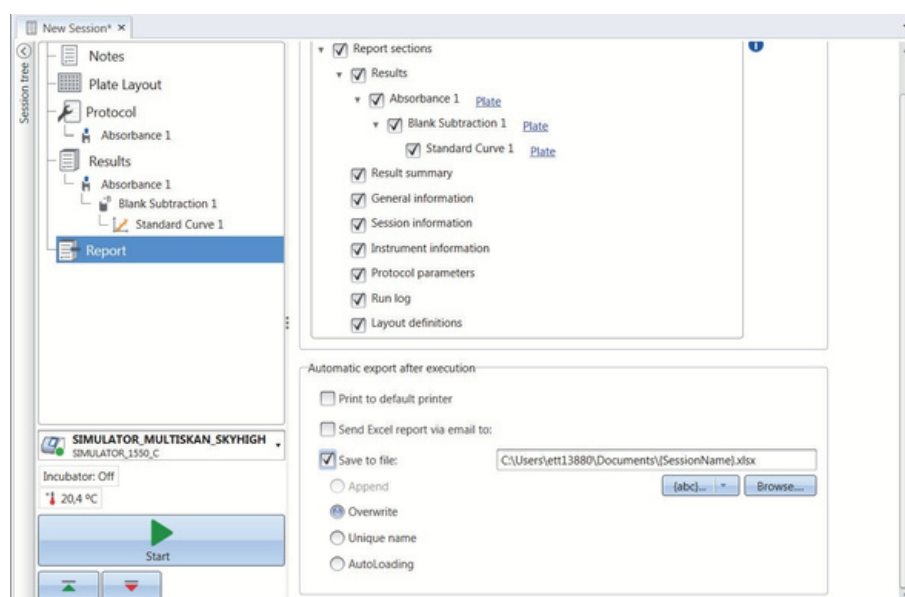 New Session* ×
Session tree
Notes
Plate Layout
Protocol
Absorbance 1
Results
Absorbance 1
Blank Subtraction 1
Standard Curve 1
Report
Report sections
Results
Absorbance 1 Plate
Blank Subtraction 1 Plate
Standard Curve 1 Plate
Result summary
General information
Session information
Instrument information
Protocol parameters
Run log
Layout definitions
Automatic export after execution
Print to default printer
Send Excel report via email to:
Save to file: C:\Users\ett13880\Documents\{SessionName}.xlsx
Append {abc}... Browse...
Overwrite
Unique name
AutoLoading
SIMULATOR_MULTISKAN_SKYHIGH
SIMULATOR_1550_C
Incubator: Off
20,4 ºC
Start